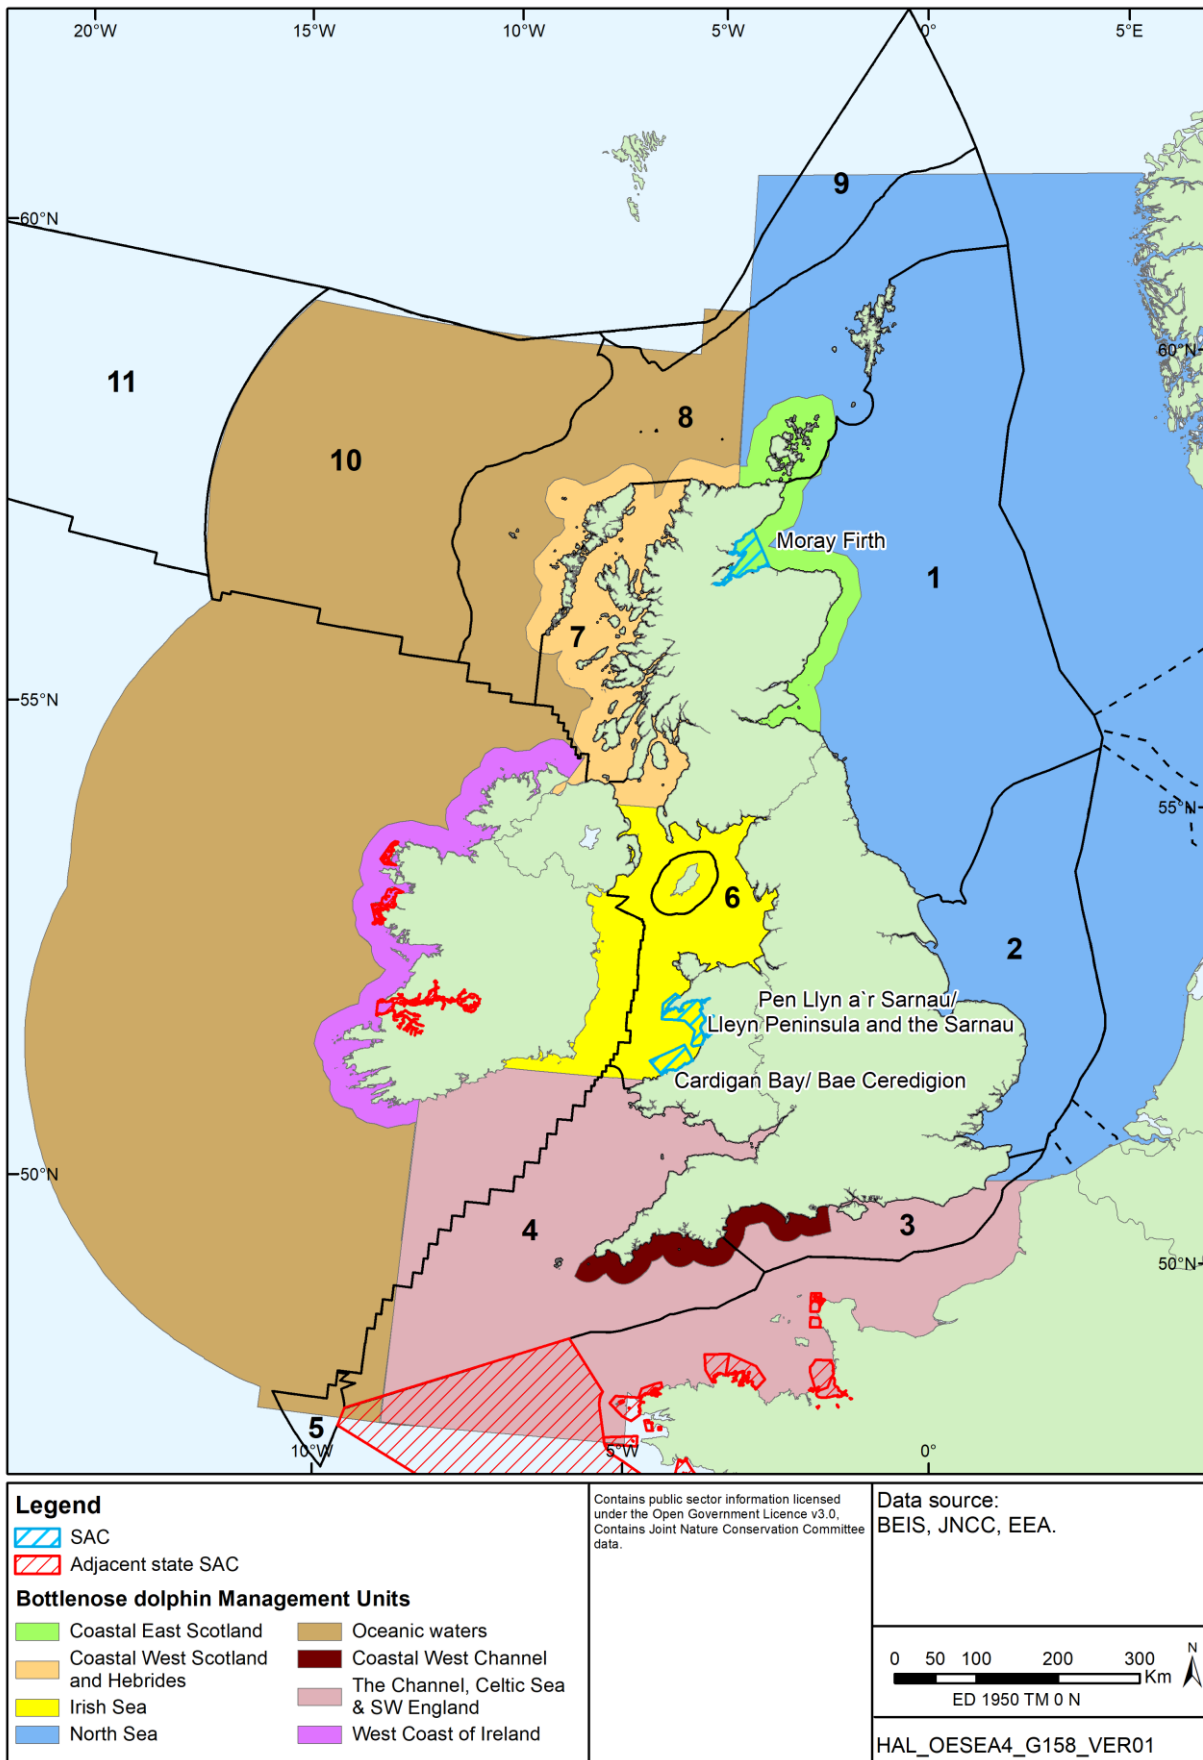 20°W
15°W
10°W
5°W
0°
5°E
9
60°N
60°N
11
8
10
Moray Firth
1
7
55°N
55°N
6
2
Pen Llyn a`r Sarnau/
Lleyn Peninsula and the Sarnau
Cardigan Bay/ Bae Ceredigion
50°N
4
3
50°N
5
10°W
5°W
0°
Legend
SAC
Adjacent state SAC
Bottlenose dolphin Management Units
Coastal East Scotland
Coastal West Scotland
and Hebrides
Irish Sea
North Sea
Oceanic waters
Coastal West Channel
The Channel, Celtic Sea
& SW England
West Coast of Ireland
Contains public sector information licensed
under the Open Government Licence v3.0,
Contains Joint Nature Conservation Committee
data.
Data source:
BEIS, JNCC, EEA.
0 50 100 200 300
Km
N
ED 1950 TM 0 N
HAL_OESEA4_G158_VER01